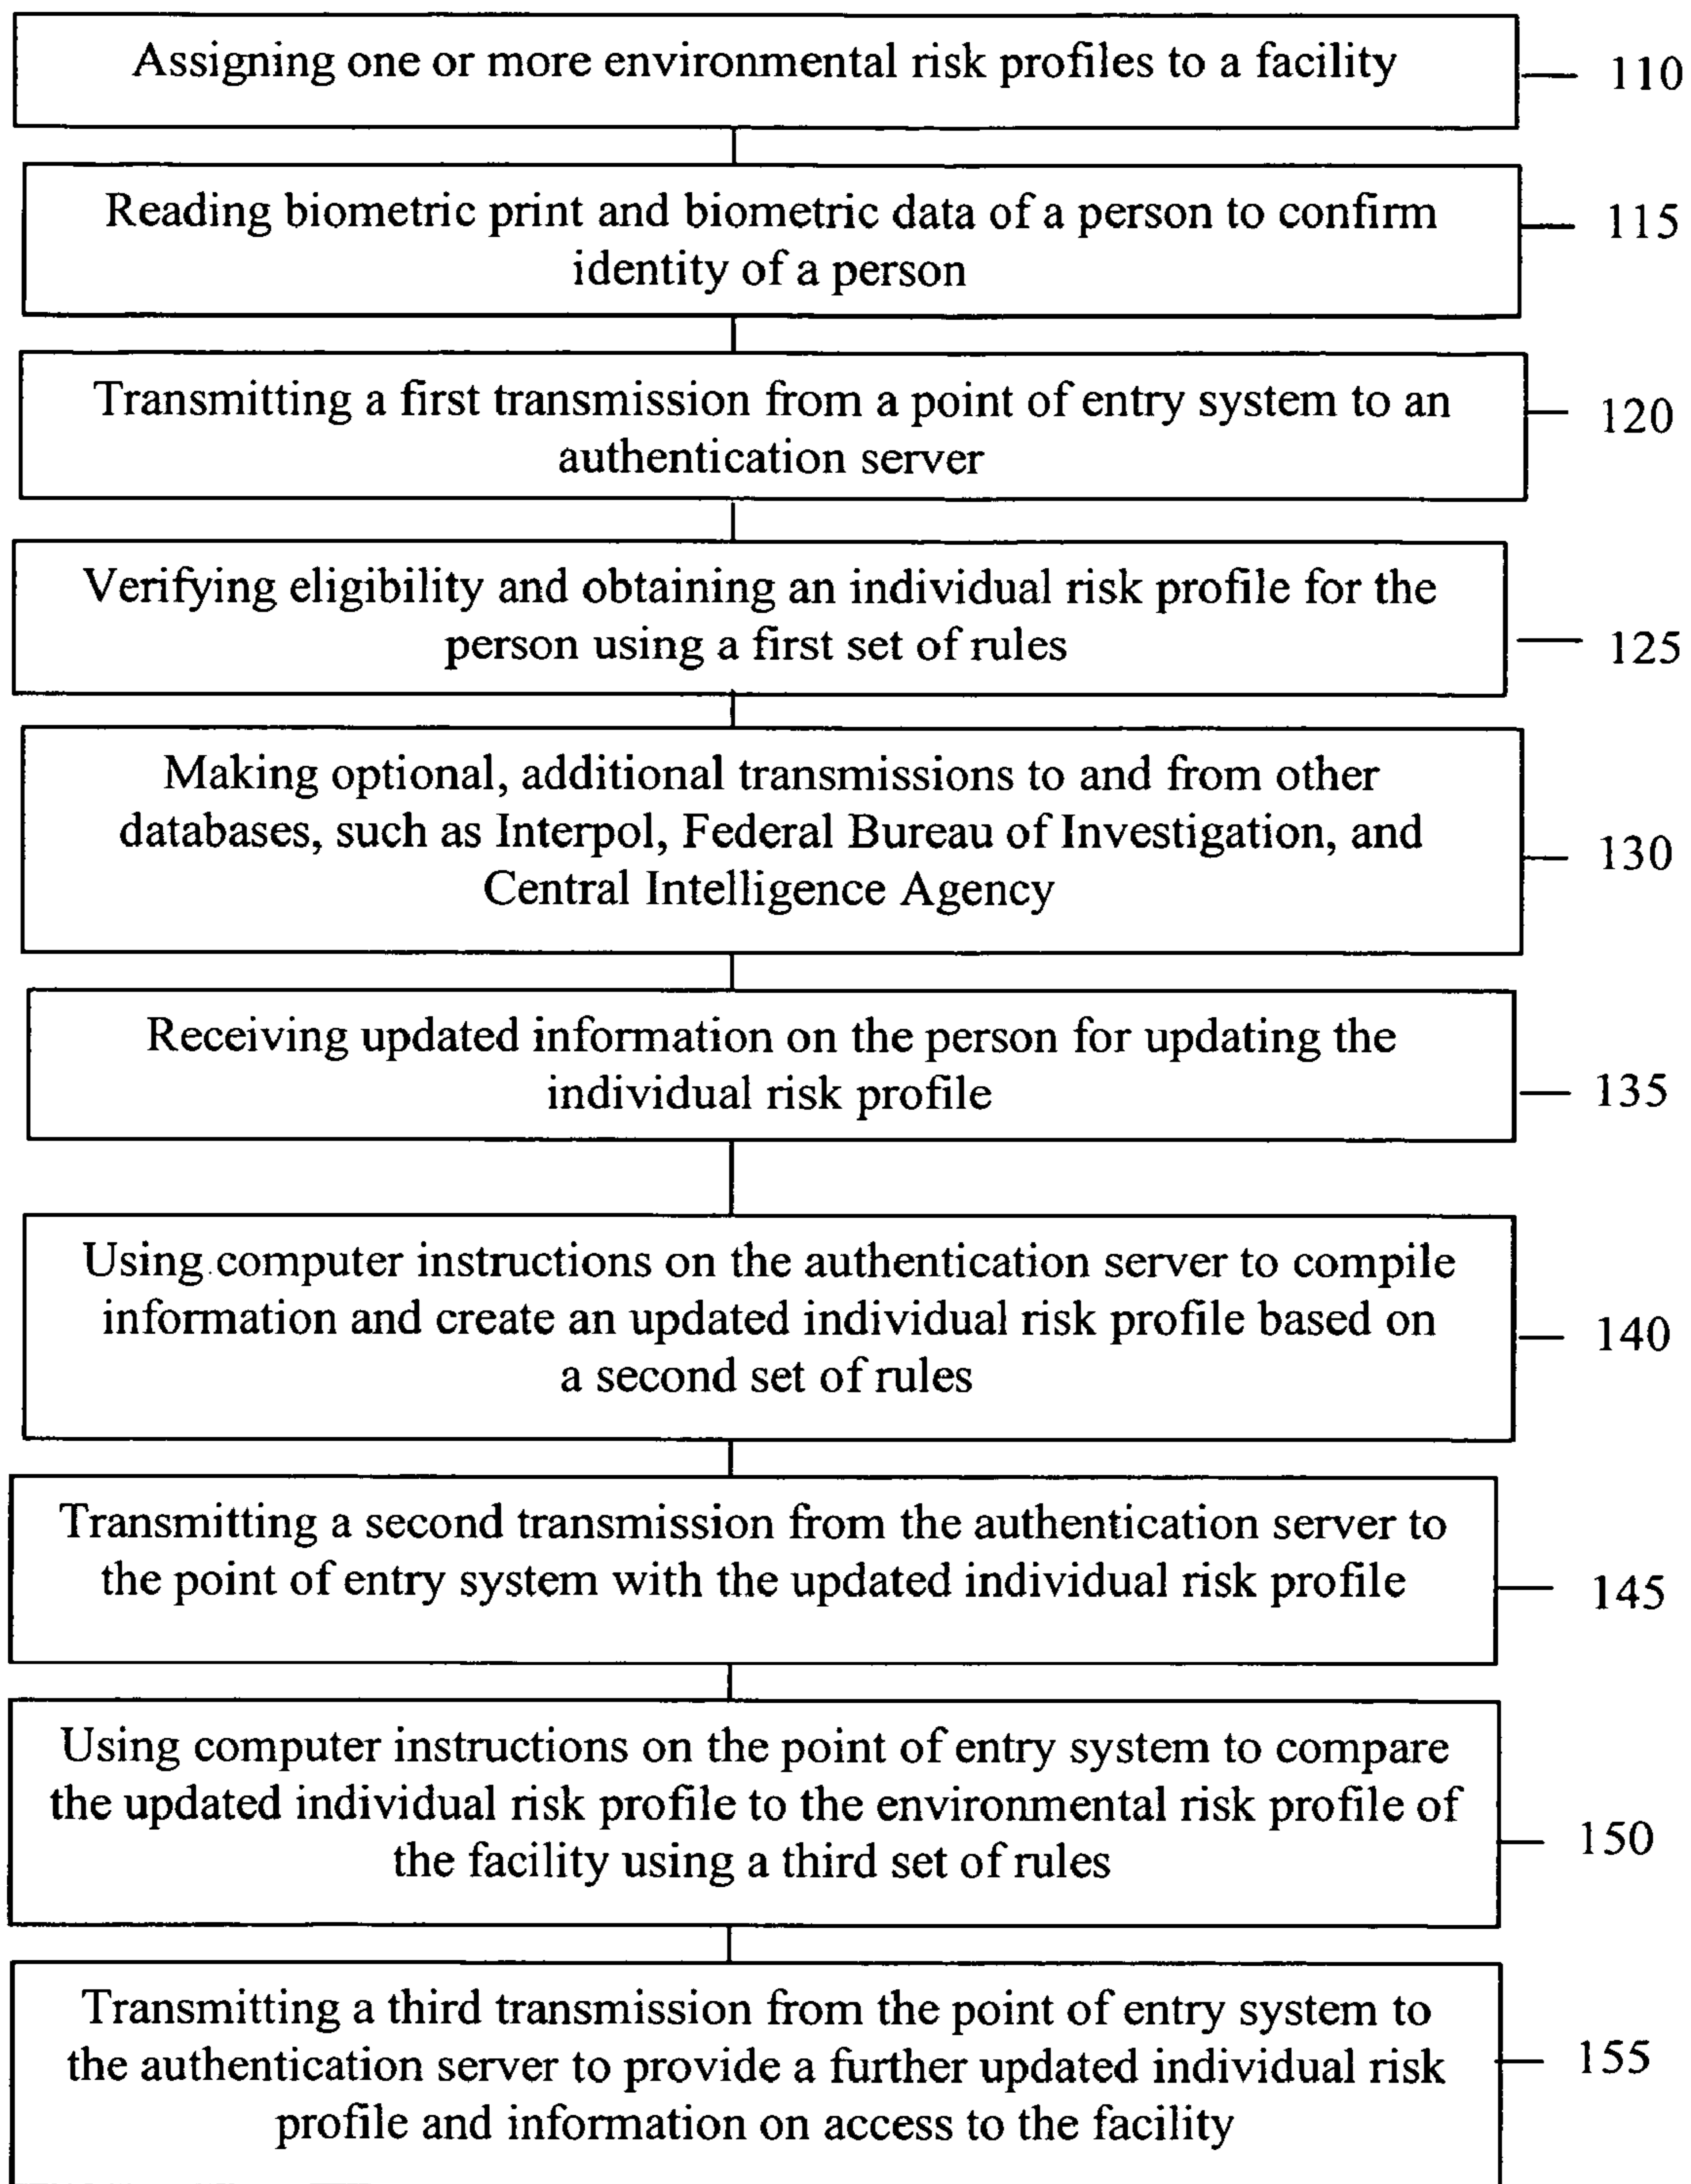 Assigning one or more environmental risk profiles to a facility
110
Reading biometric print and biometric data of a person to confirm
identity of a person
115
Transmitting a first transmission from a point of entry system to an
authentication server
120
Verifying eligibility and obtaining an individual risk profile for the
person using a first set of rules
125
Making optional, additional transmissions to and from other
databases, such as Interpol, Federal Bureau of Investigation, and
Central Intelligence Agency
130
Receiving updated information on the person for updating the
individual risk profile
135
Using computer instructions on the authentication server to compile
information and create an updated individual risk profile based on
a second set of rules
140
Transmitting a second transmission from the authentication server to
the point of entry system with the updated individual risk profile
145
Using computer instructions on the point of entry system to compare
the updated individual risk profile to the environmental risk profile of
the facility using a third set of rules
150
Transmitting a third transmission from the point of entry system to
the authentication server to provide a further updated individual risk
profile and information on access to the facility
155